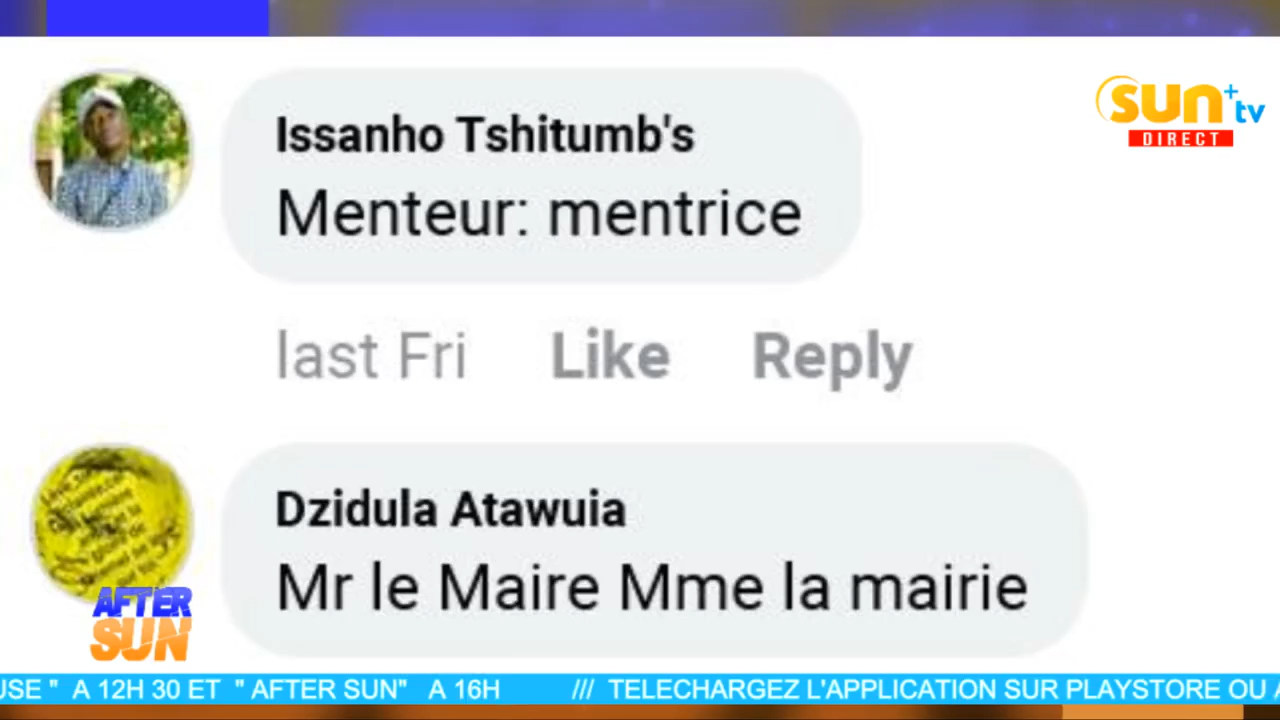 sun+tv
DIRECT
Issanho Tshitumb's
Menteur: mentrice
last Fri Like Reply
Dzidula Atawuia
Mr le Maire Mme la mairie
AFTER
SUN
USE " A 12H 30 ET " AFTER SUN" A 16H /// TELECHARGEZ L'APPLICATION SUR PLAYSTORE OU